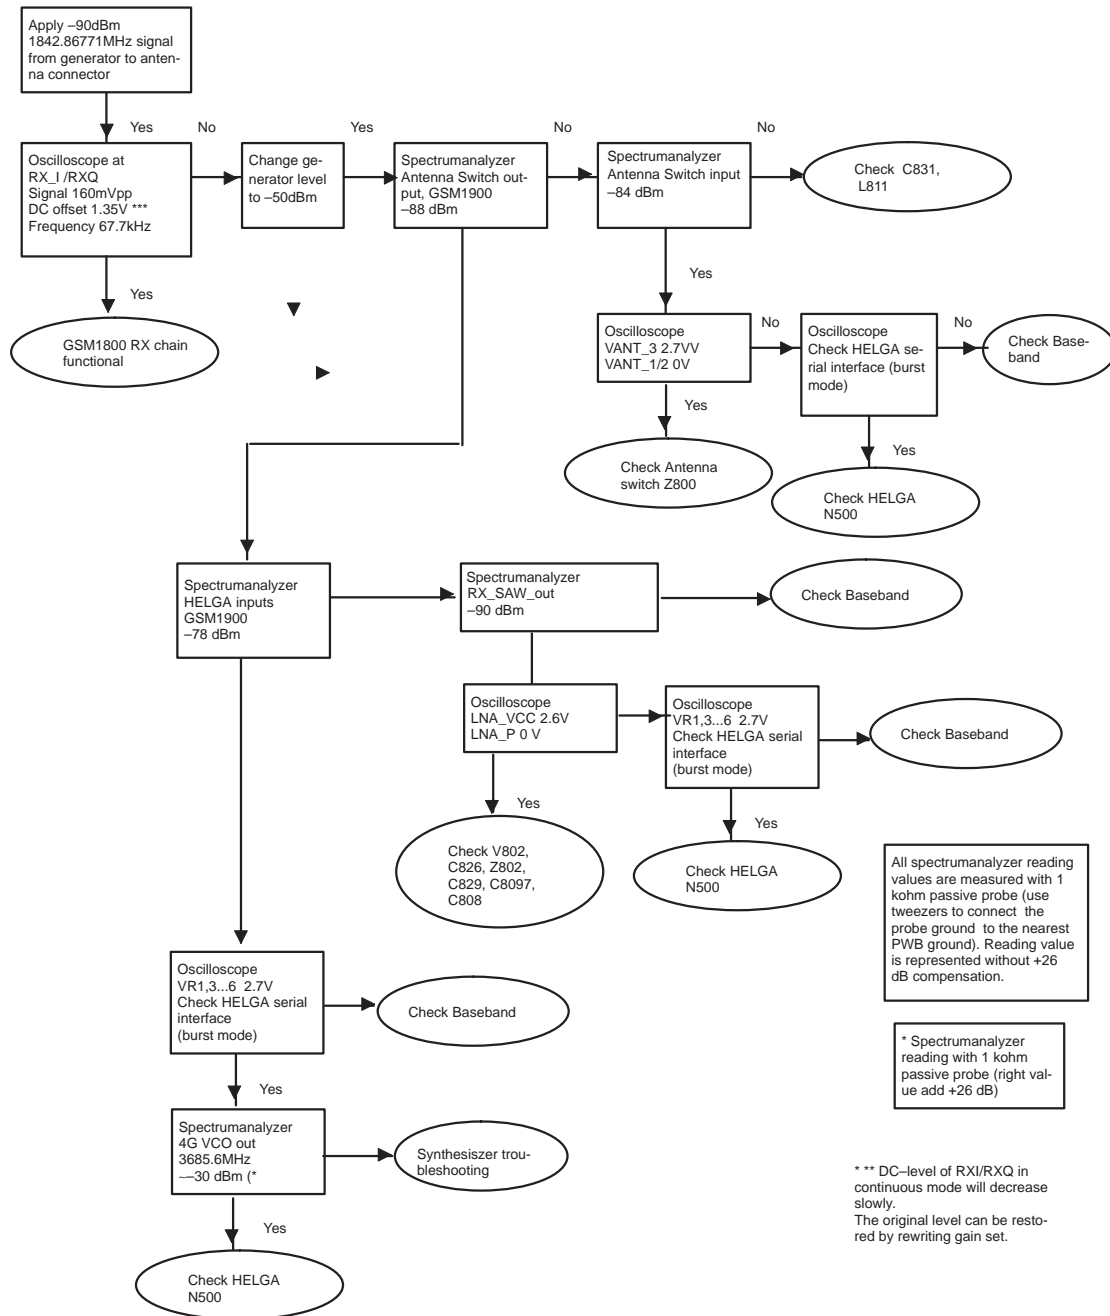 Apply –90dBm
1842.86771MHz signal
from generator to anten-
na connector
Yes
No
Yes
No
No
Oscilloscope at
RX_I /RXQ
Signal 160mVpp
DC offset 1.35V ***
Frequency 67.7kHz
Change ge-
nerator level
to –50dBm
Spectrumanalyzer
Antenna Switch out-
put, GSM1900
–88 dBm
Spectrumanalyzer
Antenna Switch input
–84 dBm
Check C831,
L811
Yes
Yes
GSM1800 RX chain
functional
Oscilloscope
VANT_3 2.7VV
VANT_1/2 0V
No
Oscilloscope
Check HELGA se-
rial interface (burst
mode)
No
Check Base-
band
Yes
Yes
Check Antenna
switch Z800
Check HELGA
N500
Spectrumanalyzer
HELGA inputs
GSM1900
–78 dBm
Spectrumanalyzer
RX_SAW_out
–90 dBm
Check Baseband
Oscilloscope
LNA_VCC 2.6V
LNA_P 0 V
Oscilloscope
VR1,3...6 2.7V
Check HELGA serial
interface
(burst mode)
Check Baseband
Yes
Yes
Check V802,
C826, Z802,
C829, C8097,
C808
Check HELGA
N500
All spectrumanalyzer reading
values are measured with 1
kohm passive probe (use
tweezers to connect the
probe ground to the nearest
PWB ground). Reading value
is represented without +26
dB compensation.
Oscilloscope
VR1,3...6 2.7V
Check HELGA serial
interface
(burst mode)
Check Baseband
* Spectrumanalyzer
reading with 1 kohm
passive probe (right val-
ue add +26 dB)
Yes
Spectrumanalyzer
4G VCO out
3685.6MHz
~–30 dBm (*
Synthesiszer trou-
bleshooting
* ** DC–level of RXI/RXQ in
continuous mode will decrease
slowly.
The original level can be resto-
red by rewriting gain set.
Yes
Check HELGA
N500